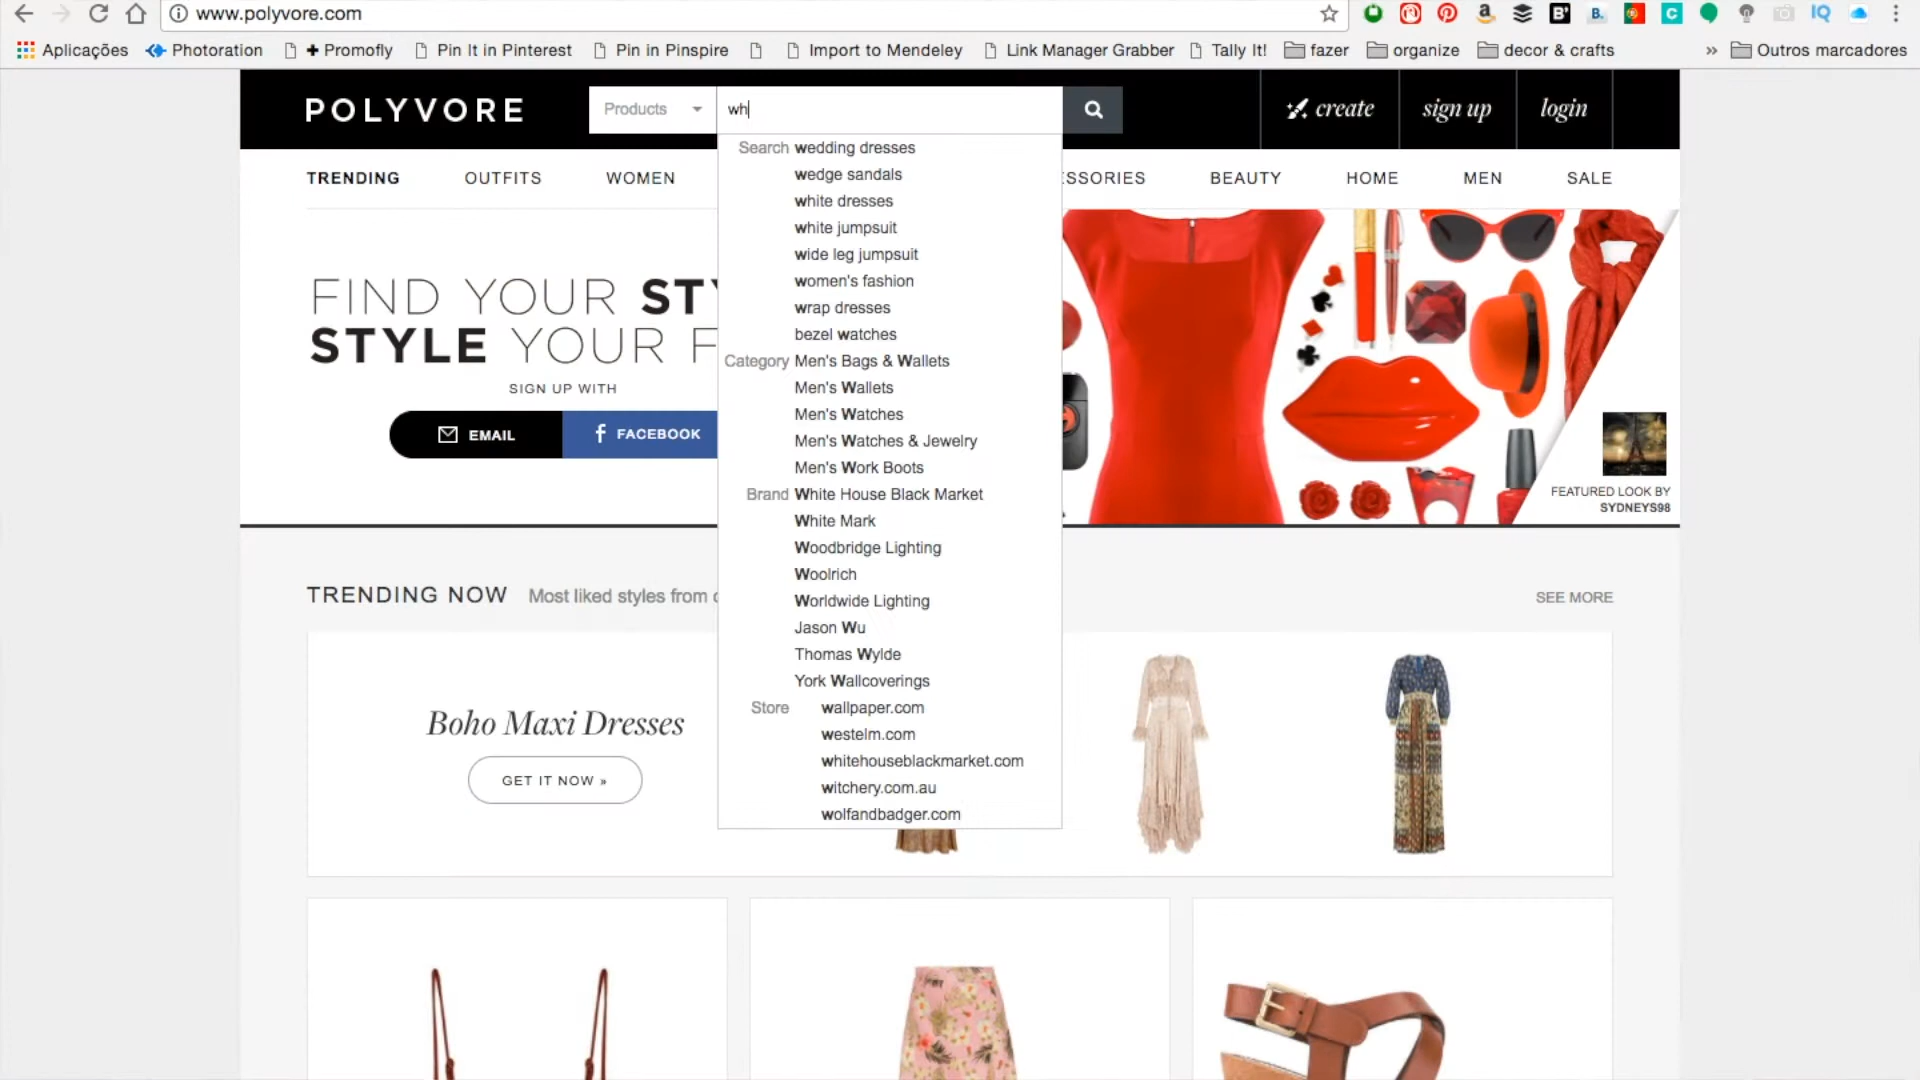 www.polyvore.com
Aplicações Photoration + Promofly Pin It in Pinterest Pin in Pinspire Import to Mendeley Link Manager Grabber Tally It! fazer organize decor & crafts » Outros marcadores
POLYVORE Products wh create sign up login
TRENDING OUTFITS WOMEN ESSORIES BEAUTY HOME MEN SALE
Search wedding dresses
wedge sandals
white dresses
white jumpsuit
wide leg jumpsuit
women's fashion
wrap dresses
bezel watches
Category Men's Bags & Wallets
Men's Wallets
Men's Watches
Men's Watches & Jewelry
Men's Work Boots
Brand White House Black Market
White Mark
Woodbridge Lighting
Woolrich
Worldwide Lighting
Jason Wu
Thomas Wylde
York Wallcoverings
Store wallpaper.com
westelm.com
whitehouseblackmarket.com
witchery.com.au
wolfandbadger.com
FIND YOUR STY
STYLE YOUR F
SIGN UP WITH
EMAIL FACEBOOK
FEATURED LOOK BY
SYDNEYS98
TRENDING NOW Most liked styles from
SEE MORE
Boho Maxi Dresses
GET IT NOW »